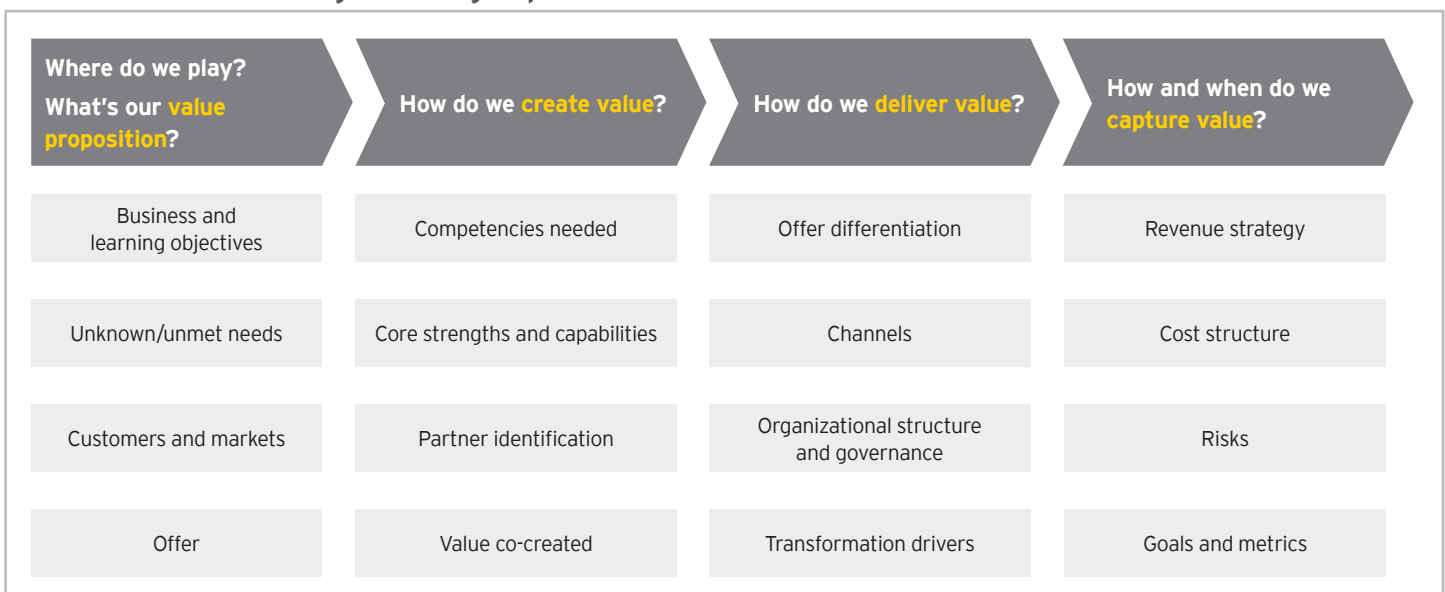 Where do we play?
What's our value
proposition?
How do we create value?
How do we deliver value?
How and when do we
capture value?
Business and
learning objectives
Competencies needed
Offer differentiation
Revenue strategy
Unknown/unmet needs
Core strengths and capabilities
Channels
Cost structure
Customers and markets
Partner identification
Organizational structure
and governance
Risks
Offer
Value co-created
Transformation drivers
Goals and metrics